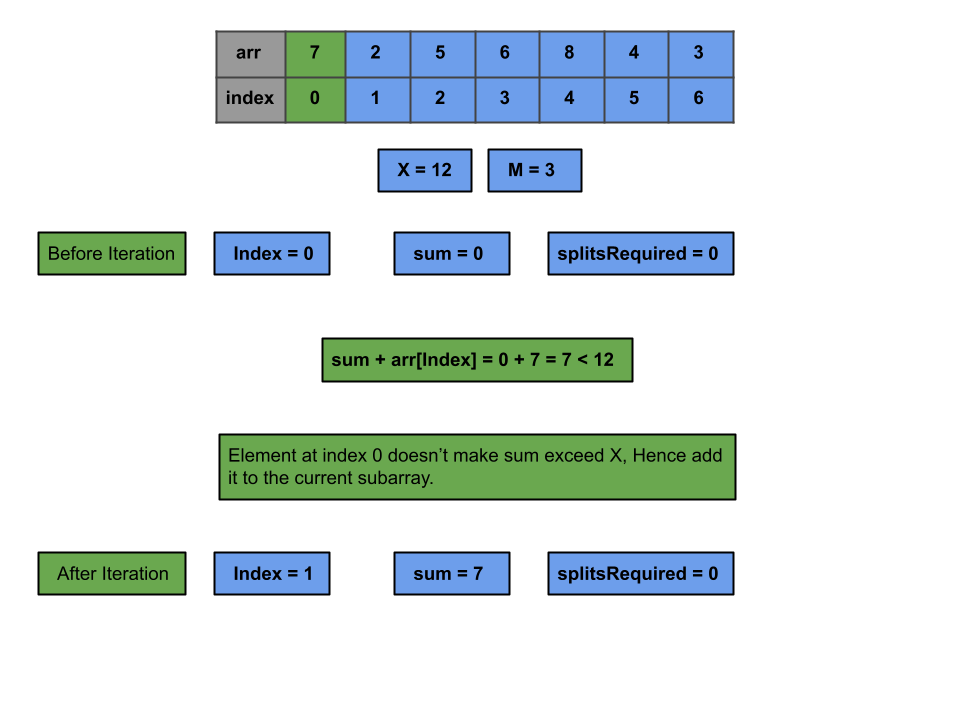 arr 7 2 5 6 8 4 3
index 0 1 2 3 4 5 6
X = 12 M = 3
Before Iteration Index = 0 sum = 0 splitsRequired = 0
sum + arr[Index] = 0 + 7 = 7 < 12
Element at index 0 doesn’t make sum exceed X, Hence add
it to the current subarray.
After Iteration Index = 1 sum = 7 splitsRequired = 0